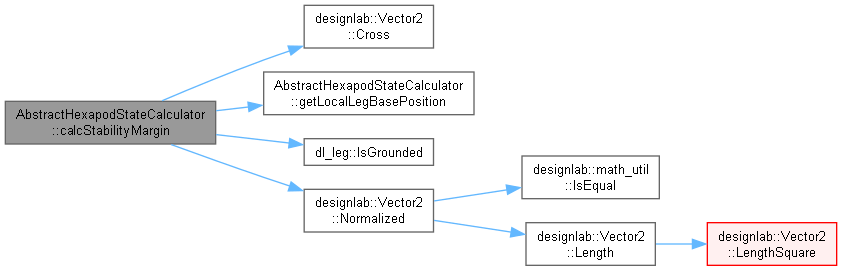 designlab::Vector2
::Cross
AbstractHexapodStateCalculator
::getLocalLegBasePosition
AbstractHexapodStateCalculator
::calcStabilityMargin
dl_leg::IsGrounded
designlab::Vector2
::Normalized
designlab::math_util
::IsEqual
designlab::Vector2
::Length
designlab::Vector2
::LengthSquare